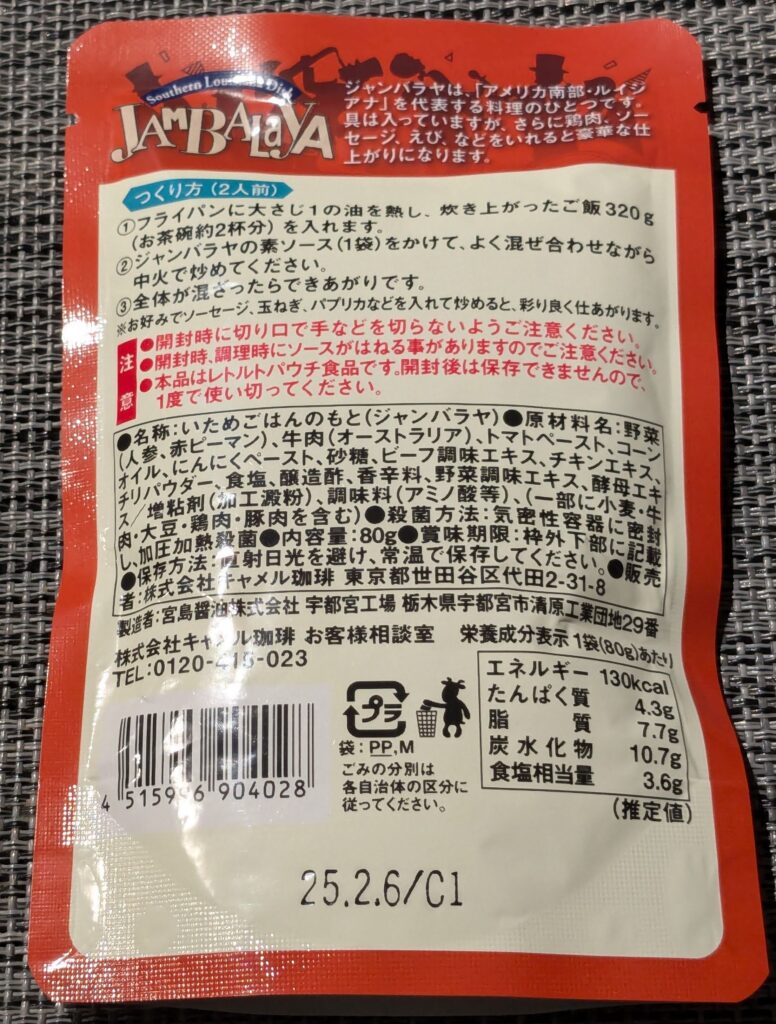 Southern Louisiana Dish
JAMBALAYA
ジャンバラヤは、「アメリカ南部・ルイジ
アナ」を代表する料理のひとつです。
具は入っていますが、さらに鶏肉、ソー
セージ、えび、などをいれると豪華な仕
上がりになります。
つくり方（2人前）
①フライパンに大さじ1の油を熱し、炊き上がったご飯320g
（お茶碗約2杯分）を入れます。
②ジャンバラヤの素ソース（1袋）をかけて、よく混ぜ合わせながら
中火で炒めてください。
③全体が混ざったらできあがりです。
※お好みでソーセージ、玉ねぎ、パプリカなどを入れて炒めると、彩り良く仕あがります。
注意
●開封時に切り口で手などを切らないようご注意ください。
●開封時、調理時にソースがはねる事がありますのでご注意ください。
●本品はレトルトパウチ食品です。開封後は保存できませんので、
1度で使い切ってください。
●名称：いためごはんのもと（ジャンバラヤ）●原材料名：野菜
（人参、赤ピーマン）、牛肉（オーストラリア）、トマトペースト、コーン
オイル、にんにくペースト、砂糖、ビーフ調味エキス、チキンエキス、
チリパウダー、食塩、醸造酢、香辛料、野菜調味エキス、酵母エキ
ス／増粘剤（加工澱粉）、調味料（アミノ酸等）、（一部に小麦・牛
肉・大豆・鶏肉・豚肉を含む）●殺菌方法：気密性容器に密封
し、加圧加熱殺菌●内容量：80g●賞味期限：枠外下部に記載
●保存方法：直射日光を避け、常温で保存してください。●販売
者：株式会社キャメル珈琲 東京都世田谷区代田2-31-8
製造者：宮島醤油株式会社 宇都宮工場 栃木県宇都宮市清原工業団地29番
株式会社キャメル珈琲 お客様相談室
TEL：0120-415-023
栄養成分表示 1袋（80g）あたり
エネルギー 130kcal
たんぱく質 4.3g
脂質 7.7g
炭水化物 10.7g
食塩相当量 3.6g
（推定値）
プラ
袋：PP,M
ごみの分別は
各自治体の区分に
従ってください。
4 515996 904028
25.2.6/C1